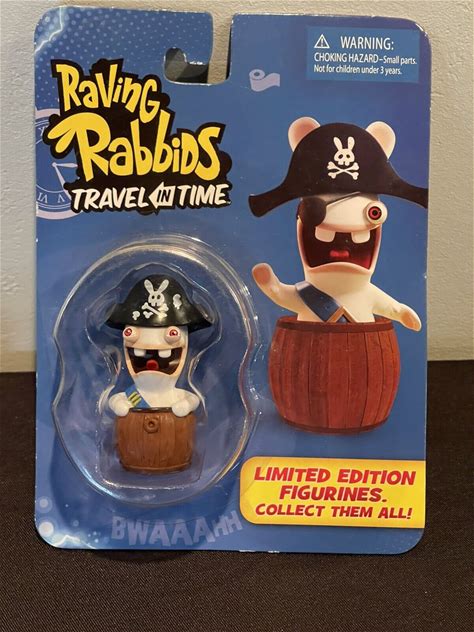 ⚠ WARNING:
CHOKING HAZARD–Small parts.
Not for children under 3 years.
RAVING
RABBIDS
TRAVEL IN TIME
LIMITED EDITION
FIGURINES.
COLLECT THEM ALL!
BWAAAHH